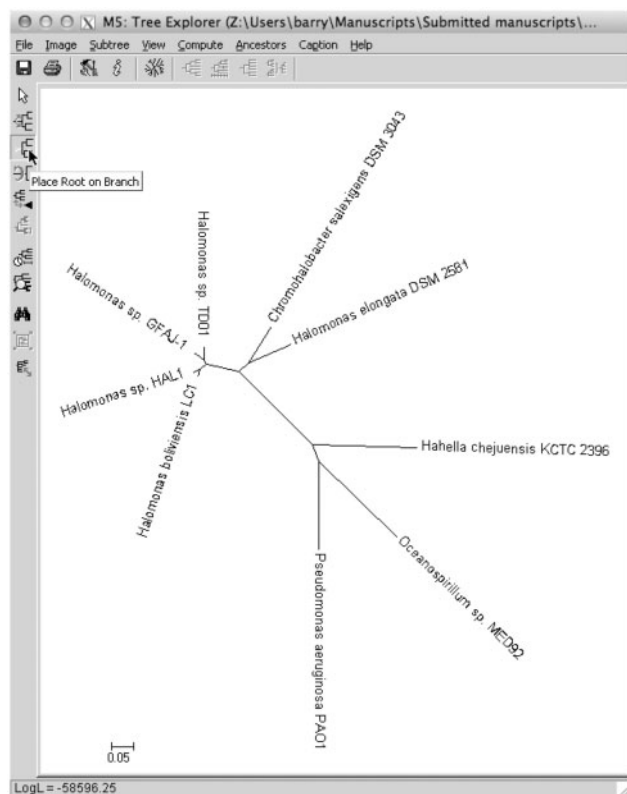 M5: Tree Explorer (Z:\Users\barry\Manuscripts\Submitted manuscripts\...
File Image Subtree View Compute Ancestors Caption Help
Place Root on Branch
Chromohalobacter salexigens DSM 3043
Halomonas sp. TD01
Halomonas elongata DSM 2581
Halomonas sp. GFAJ-1
Halomonas sp. HAL1
Halomonas boliviensis LC1
Hahella chejuensis KCTC 2396
Oceanospirillum sp. MED92
Pseudomonas aeruginosa PAO1
0.05
LogL = -58596.25